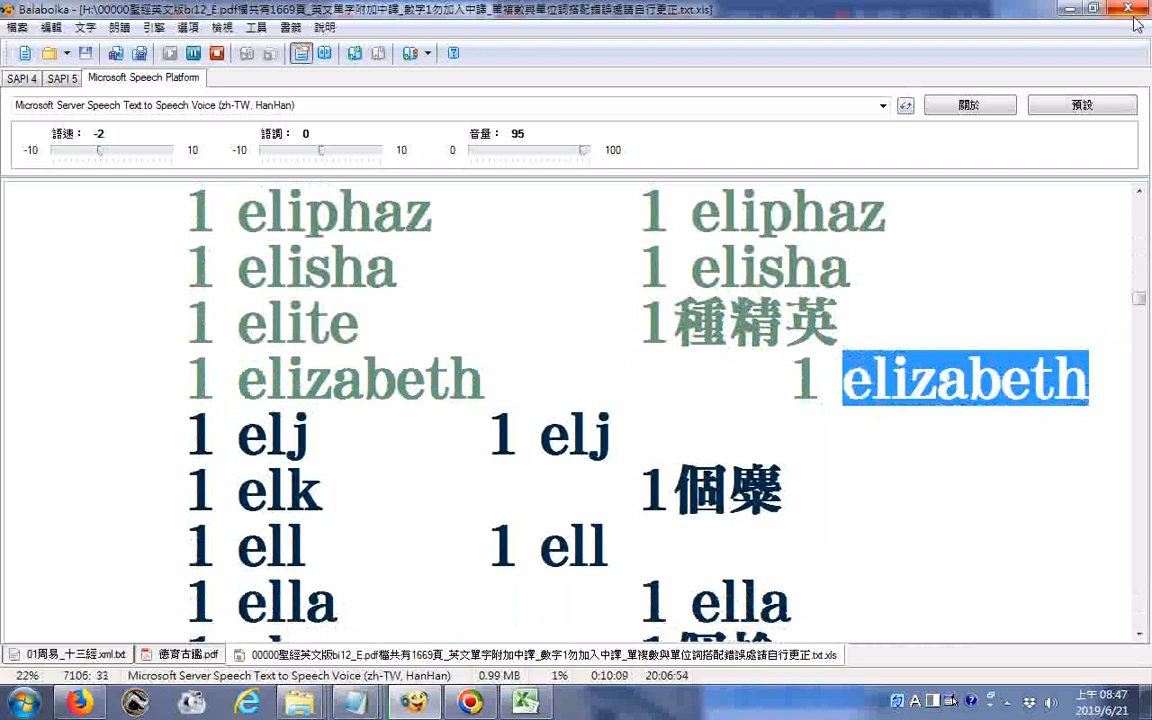 Balabolka - [H:\00000聖經英文版bi12_E.pdf檔共有1669頁_英文單字附加中譯_數字1勿加入中譯_單複數與單位詞搭配錯誤處請自行更正.txt.xls]
檔案 編輯 文字 朗讀 引擎 選項 檢視 工具 書籤 說明
SAPI 4 SAPI 5 Microsoft Speech Platform
Microsoft Server Speech Text to Speech Voice (zh-TW, HanHan) 關於 預設
語速： -2 語調： 0 音量： 95
-10 10 -10 10 0 100
1 eliphaz 1 eliphaz
1 elisha 1 elisha
1 elite 1種精英
1 elizabeth 1 elizabeth
1 elj 1 elj
1 elk 1個麋
1 ell 1 ell
1 ella 1 ella
01周易_十三經.xml.txt 德育古鑑.pdf 00000聖經英文版bi12_E.pdf檔共有1669頁_英文單字附加中譯_數字1勿加入中譯_單複數與單位詞搭配錯誤處請自行更正.txt.xls
22% 7106; 33 Microsoft Server Speech Text to Speech Voice (zh-TW, HanHan) 0.99 MB 1% 0:10:09 20:06:54
上午 08:47
2019/6/21